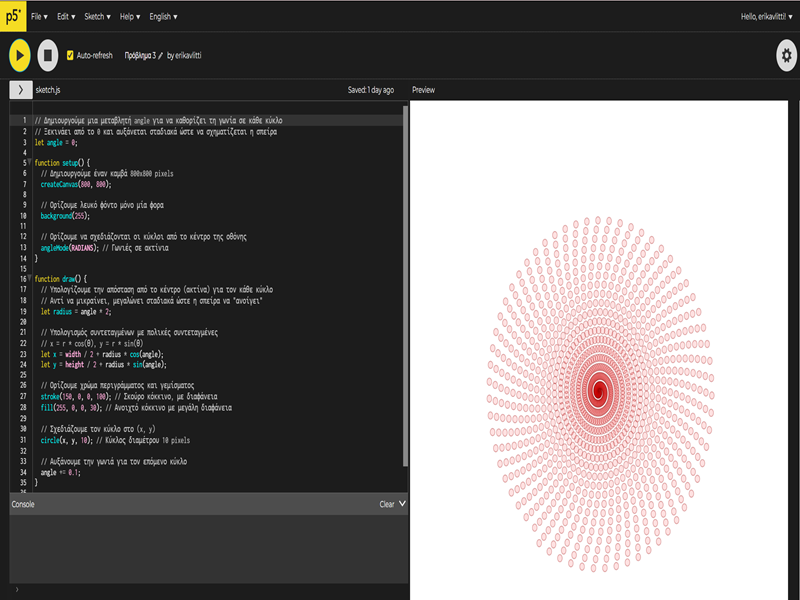 p5*
File ▾ Edit ▾ Sketch ▾ Help ▾ English ▾ Hello, erikavlitti! ▾
Auto-refresh Πρόβλημα 3 by erikavlitti
> sketch.js Saved: 1 day ago Preview
1 // Δημιουργούμε μια μεταβλητή angle για να καθορίζει τη γωνία σε κάθε κύκλο
2 // Ξεκινάει από το 0 και αυξάνεται σταδιακά ώστε να σχηματίζεται η σπείρα
3 let angle = 0;
4
5 function setup() {
6 // Δημιουργούμε έναν καμβά 800x800 pixels
7 createCanvas(800, 800);
8
9 // Ορίζουμε λευκό φόντο μόνο μία φορα
10 background(255);
11
12 // Ορίζουμε να σχεδιάζονται οι κύκλοι από το κέντρο της οθόνης
13 angleMode(RADIANS); // Γωνιές σε ακτίνια
14 }
15
16 function draw() {
17 // Υπολογίζουμε την απόσταση από το κέντρο (ακτίνα) για τον κάθε κύκλο
18 // Αντί να μικραίνει, μεγαλώνει σταδιακά ώστε η σπείρα να "ανοίγει"
19 let radius = angle * 2;
20
21 // Υπολογισμός συντεταγμένων με πολικές συντεταγμένες
22 // x = r * cos(θ), y = r * sin(θ)
23 let x = width / 2 + radius * cos(angle);
24 let y = height / 2 + radius * sin(angle);
25
26 // Ορίζουμε χρώμα περιγράμματος και γεμίσματος
27 stroke(150, 0, 0, 100); // Σκούρο κόκκινο, με διαφάνεια
28 fill(255, 0, 0, 30); // Ανοιχτό κόκκινο με μεγάλη διαφάνεια
29
30 // Σχεδιάζουμε τον κύκλο στο (x, y)
31 circle(x, y, 10); // Κύκλος διαμέτρου 10 pixels
32
33 // Αυξάνουμε την γωνιά για τον επόμενο κύκλο
34 angle += 0.1;
35 }
Console Clear
>